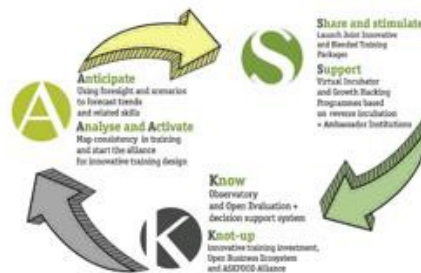 A
Anticipate
Using foresight and scenarios
to forecast trends
and related skills
Analyse and Activate
Map consistency in training
and start the alliance
for innovative training design
S
Share and stimulate
Launch Joint Innovative
and Blended Training
Packages
Support
Virtual Incubator
and Growth Hacking
Programmes based
on reverse incubation
+ Ambassador Institutions
K
Know
Observatory
and Open Evaluation +
decision support system
Knot-up
innovative training investment,
Open Business Ecosystem
and ASKFOOD Alliance